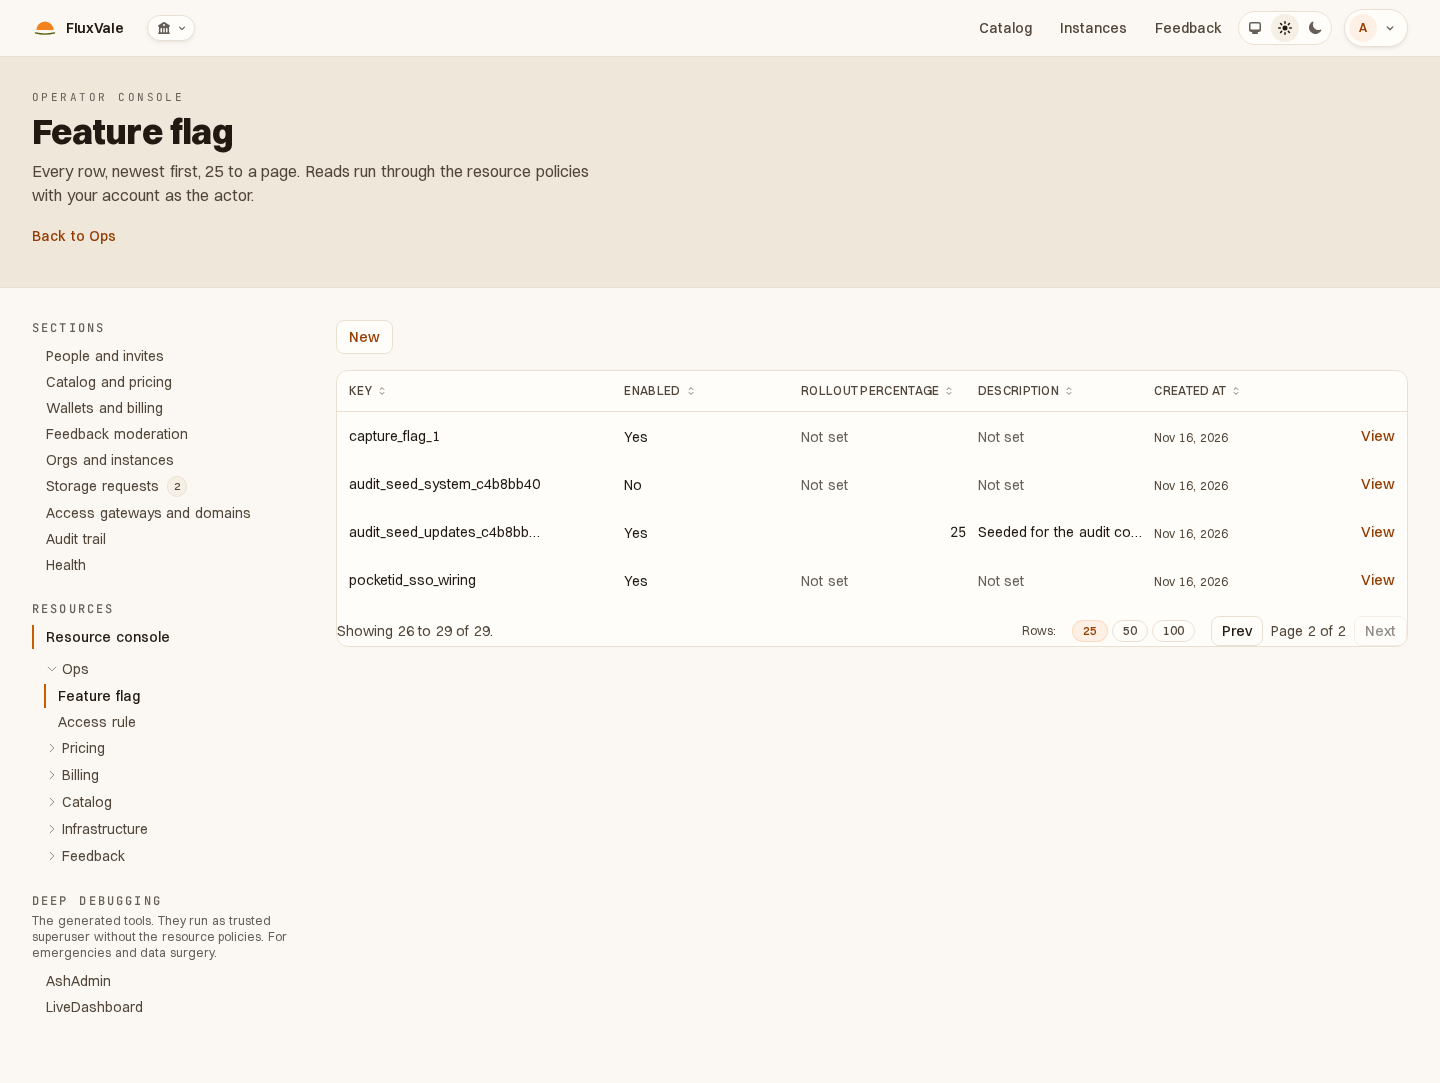 FluxVale
Catalog
Instances
Feedback
A
OPERATOR CONSOLE
Feature flag
Every row, newest first, 25 to a page. Reads run through the resource policies
with your account as the actor.
Back to Ops
SECTIONS
People and invites
Catalog and pricing
Wallets and billing
Feedback moderation
Orgs and instances
Storage requests 2
Access gateways and domains
Audit trail
Health
RESOURCES
Resource console
Ops
Feature flag
Access rule
Pricing
Billing
Catalog
Infrastructure
Feedback
DEEP DEBUGGING
The generated tools. They run as trusted
superuser without the resource policies. For
emergencies and data surgery.
AshAdmin
LiveDashboard
New
KEY ENABLED ROLLOUT PERCENTAGE DESCRIPTION CREATED AT
capture_flag_1 Yes Not set Not set Nov 16, 2026 View
audit_seed_system_c4b8bb40 No Not set Not set Nov 16, 2026 View
audit_seed_updates_c4b8bb… Yes 25 Seeded for the audit co… Nov 16, 2026 View
pocketid_sso_wiring Yes Not set Not set Nov 16, 2026 View
Showing 26 to 29 of 29. Rows: 25 50 100 Prev Page 2 of 2 Next